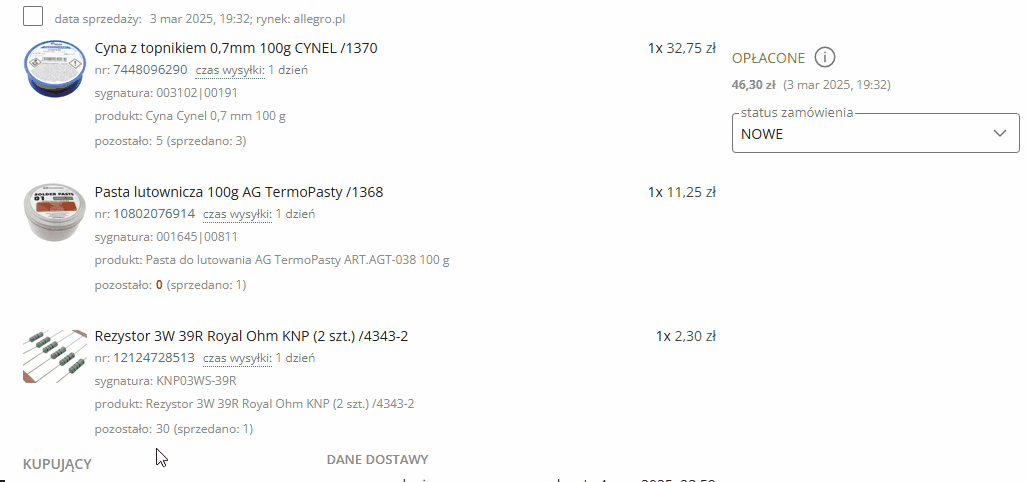 data sprzedaży: 3 mar 2025, 19:32; rynek: allegro.pl
Cyna z topnikiem 0,7mm 100g CYNEL /1370
1x 32,75 zł
nr: 7448096290 czas wysyłki: 1 dzień
sygnatura: 003102|00191
produkt: Cyna Cynel 0,7 mm 100 g
pozostało: 5 (sprzedano: 3)
OPŁACONE
46,30 zł (3 mar 2025, 19:32)
status zamówienia
NOWE
SOLDER PASTE
01
Pasta lutownicza 100g AG TermoPasty /1368
1x 11,25 zł
nr: 10802076914 czas wysyłki: 1 dzień
sygnatura: 001645|00811
produkt: Pasta do lutowania AG TermoPasty ART.AGT-038 100 g
pozostało: 0 (sprzedano: 1)
Rezystor 3W 39R Royal Ohm KNP (2 szt.) /4343-2
1x 2,30 zł
nr: 12124728513 czas wysyłki: 1 dzień
sygnatura: KNP03WS-39R
produkt: Rezystor 3W 39R Royal Ohm KNP (2 szt.) /4343-2
pozostało: 30 (sprzedano: 1)
KUPUJĄCY
DANE DOSTAWY